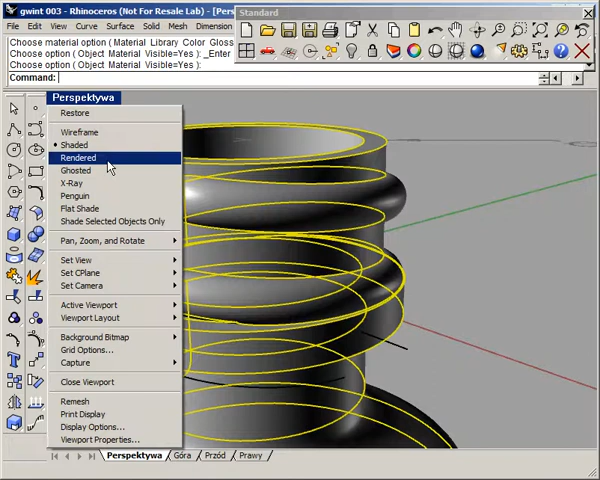 gwint 003 - Rhinoceros (Not For Resale Lab) - [Pers
Standard
File Edit View Curve Surface Solid Mesh Dimension
Choose material option ( Material Library Color Gloss
Choose option ( Object Material Visible=Yes ): _Enter
Choose option ( Object Material Visible=Yes ):
Command:
Perspektywa
Restore
Wireframe
Shaded
Rendered
Ghosted
X-Ray
Penguin
Flat Shade
Shade Selected Objects Only
Pan, Zoom, and Rotate
Set View
Set CPlane
Set Camera
Active Viewport
Viewport Layout
Background Bitmap
Grid Options...
Capture
Close Viewport
Remesh
Print Display
Display Options...
Viewport Properties...
Perspektywa Góra Przód Prawy